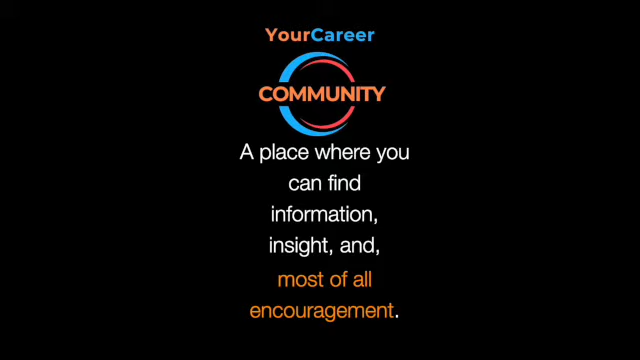 YourCareer
COMMUNITY
A place where you
can find
information,
insight, and,
most of all
encouragement.